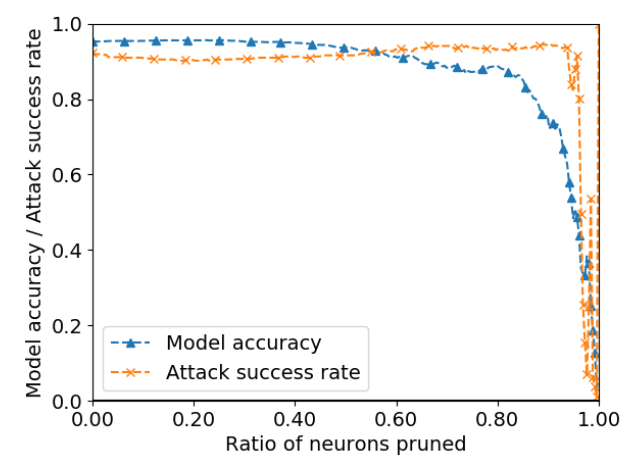 1.0
0.8
0.6
0.4
0.2
0.0
Model accuracy / Attack success rate
Model accuracy
Attack success rate
0.00 0.20 0.40 0.60 0.80 1.00
Ratio of neurons pruned